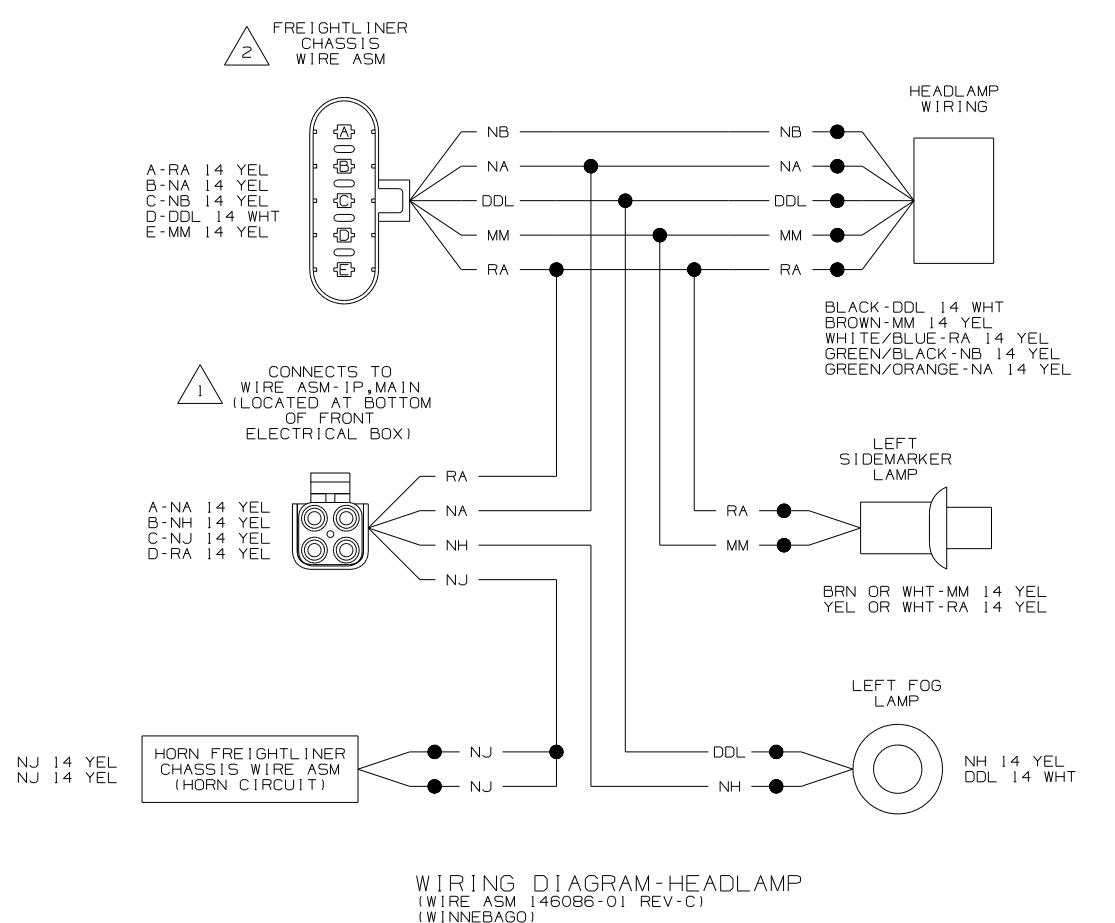 FREIGHTLINER
CHASSIS
WIRE ASM
2
HEADLAMP
WIRING
A
B
C
D
E
A-RA 14 YEL
B-NA 14 YEL
C-NB 14 YEL
D-DDL 14 WHT
E-MM 14 YEL
NB NB
NA NA
DDL DDL
MM MM
RA RA
BLACK-DDL 14 WHT
BROWN-MM 14 YEL
WHITE/BLUE-RA 14 YEL
GREEN/BLACK-NB 14 YEL
GREEN/ORANGE-NA 14 YEL
1
CONNECTS TO
WIRE ASM-IP,MAIN
(LOCATED AT BOTTOM
OF FRONT
ELECTRICAL BOX)
A-NA 14 YEL
B-NH 14 YEL
C-NJ 14 YEL
D-RA 14 YEL
RA
NA
NH
NJ
LEFT
SIDEMARKER
LAMP
RA
MM
BRN OR WHT-MM 14 YEL
YEL OR WHT-RA 14 YEL
LEFT FOG
LAMP
NJ 14 YEL
NJ 14 YEL
HORN FREIGHTLINER
CHASSIS WIRE ASM
(HORN CIRCUIT)
NJ
NJ
DDL
NH
NH 14 YEL
DDL 14 WHT
WIRING DIAGRAM-HEADLAMP
(WIRE ASM 146086-01 REV-C)
(WINNEBAGO)